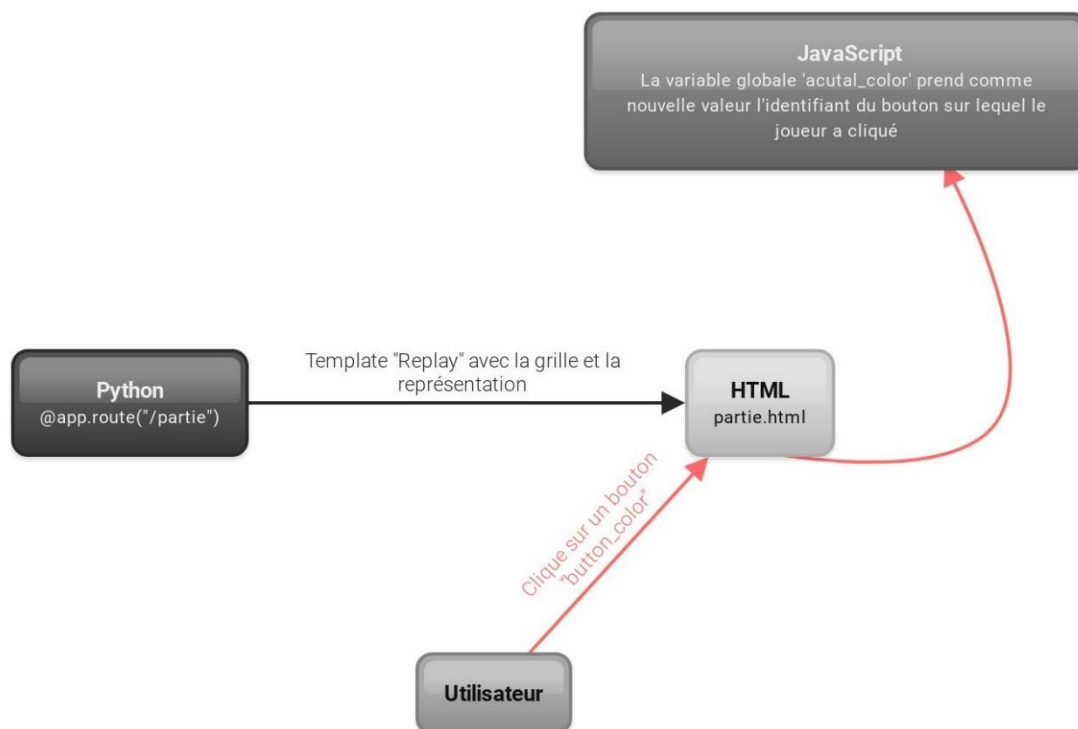 JavaScript
La variable globale 'acutal_color' prend comme
nouvelle valeur l'identifiant du bouton sur lequel le
joueur a cliqué
Template "Replay" avec la grille et la
représentation
Python
@app.route("/partie")
HTML
partie.html
Clique sur un bouton
"button_color"
Utilisateur